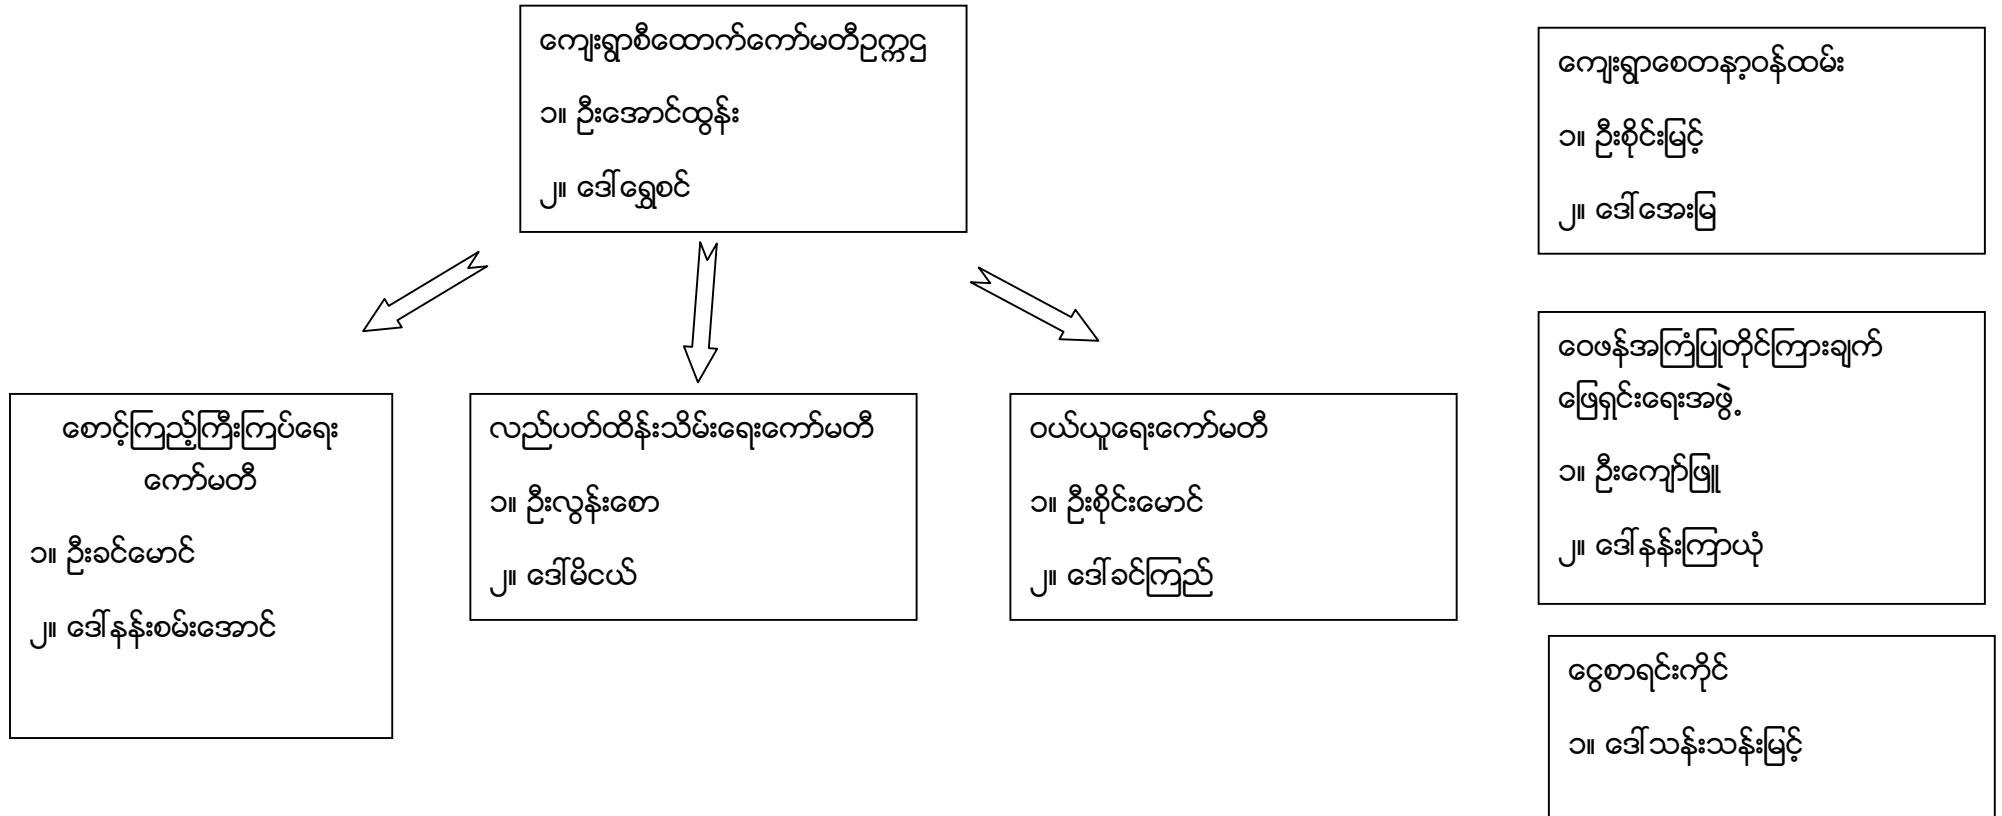 ကျေးရွာစီထောက်ကော်မတီဥက္ကဌ
၁။ ဦးအောင်ထွန်း
၂။ ဒေါ်ရွှေစင်
စောင့်ကြည့်ကြီးကြပ်ရေး
ကော်မတီ
၁။ ဦးခင်မောင်
၂။ ဒေါ်နန်းစမ်းအောင်
လည်ပတ်ထိန်းသိမ်းရေးကော်မတီ
၁။ ဦးလွန်းစော
၂။ ဒေါ်မိငယ်
ဝယ်ယူရေးကော်မတီ
၁။ ဦးစိုင်းမောင်
၂။ ဒေါ်ခင်ကြည်
ကျေးရွာစေတနာ့ဝန်ထမ်း
၁။ ဦးစိုင်းမြင့်
၂။ ဒေါ်အေးမြ
ဝေဖန်အကြံပြုတိုင်ကြားချက်
ဖြေရှင်းရေးအဖွဲ့
၁။ ဦးကျော်ဖြူ
၂။ ဒေါ်နန်းကြာယုံ
ငွေစာရင်းကိုင်
၁။ ဒေါ်သန်းသန်းမြင့်